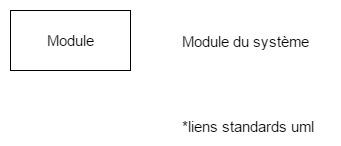 Module
Module du système
*liens standards uml